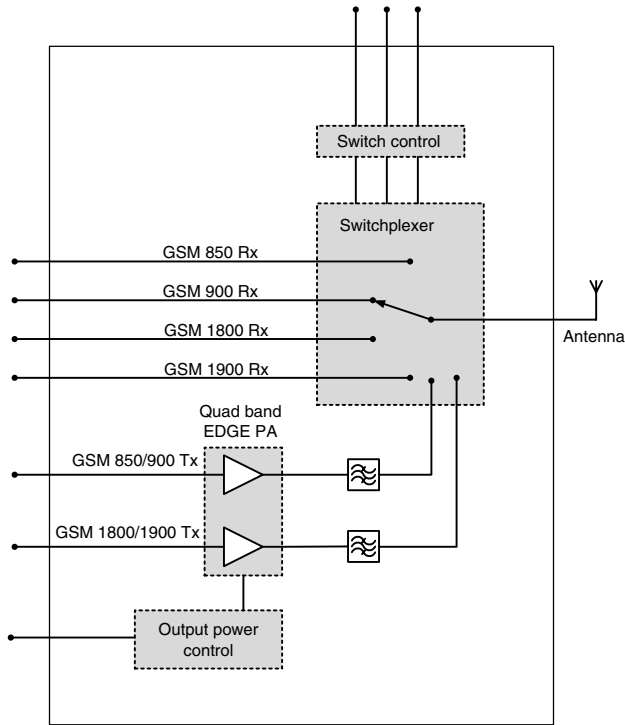 Switch control
Switchplexer
GSM 850 Rx
GSM 900 Rx
GSM 1800 Rx
GSM 1900 Rx
Antenna
Quad band
EDGE PA
GSM 850/900 Tx
GSM 1800/1900 Tx
Output power
control